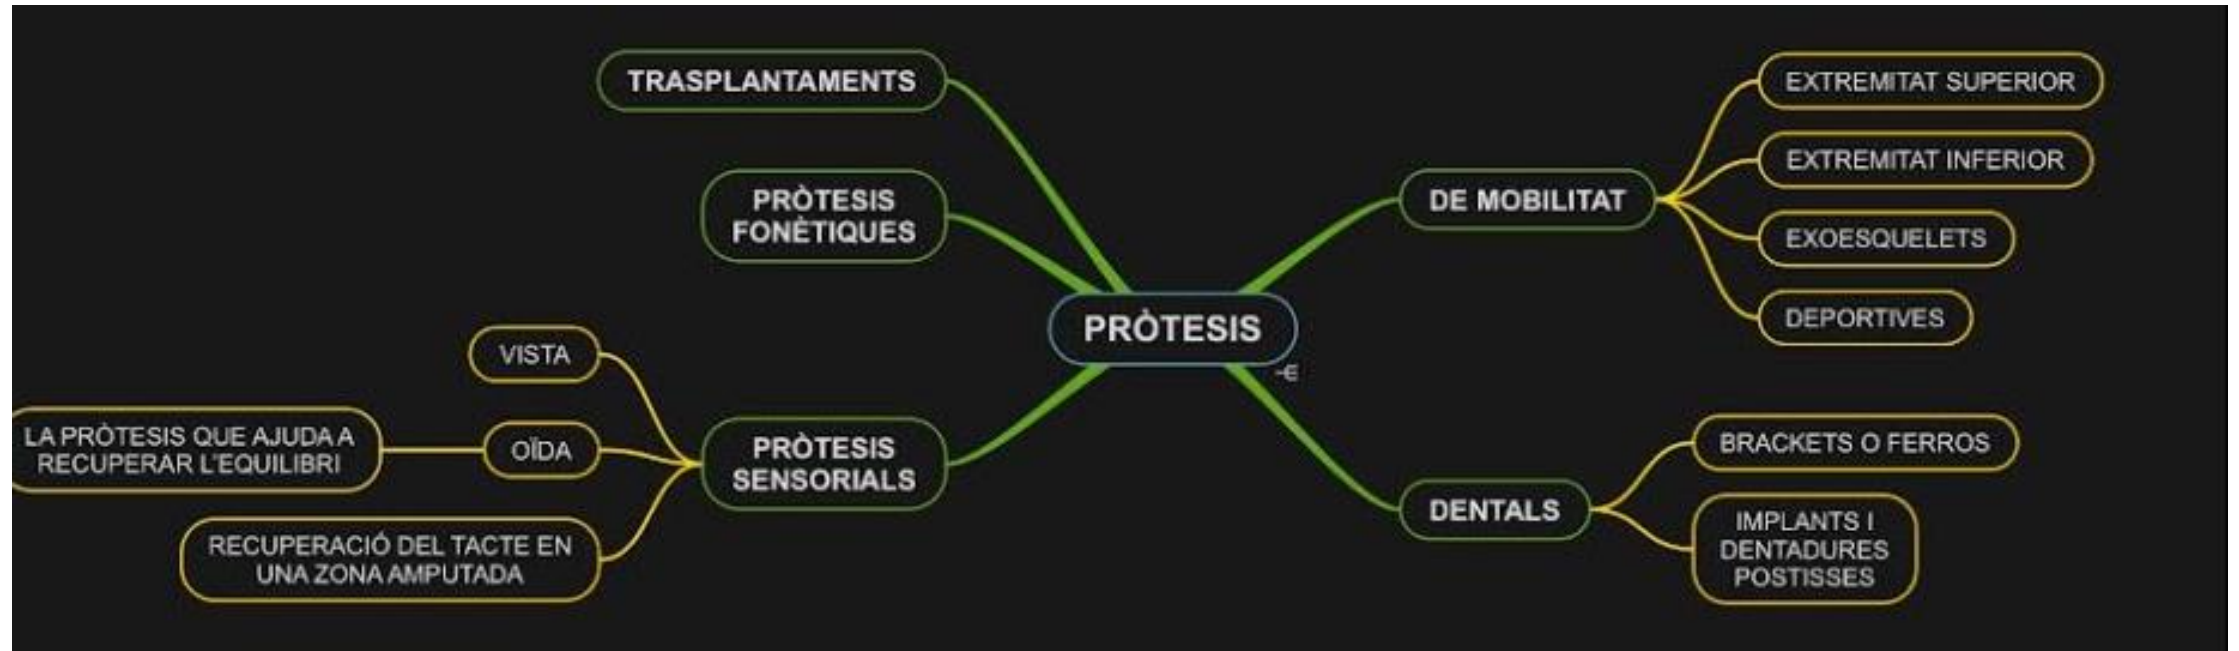 TRASPLANTAMENTS
PRÒTESIS
FONÈTIQUES
PRÒTESIS
SENSORIALS
VISTA
OÏDA
LA PRÒTESIS QUE AJUDA A
RECUPERAR L'EQUILIBRI
RECUPERACIÓ DEL TACTE EN
UNA ZONA AMPUTADA
PRÒTESIS
DE MOBILITAT
EXTREMITAT SUPERIOR
EXTREMITAT INFERIOR
EXOESQUELETS
DEPORTIVES
DENTALS
BRACKETS O FERROS
IMPLANTS I
DENTADURES
POSTISSES